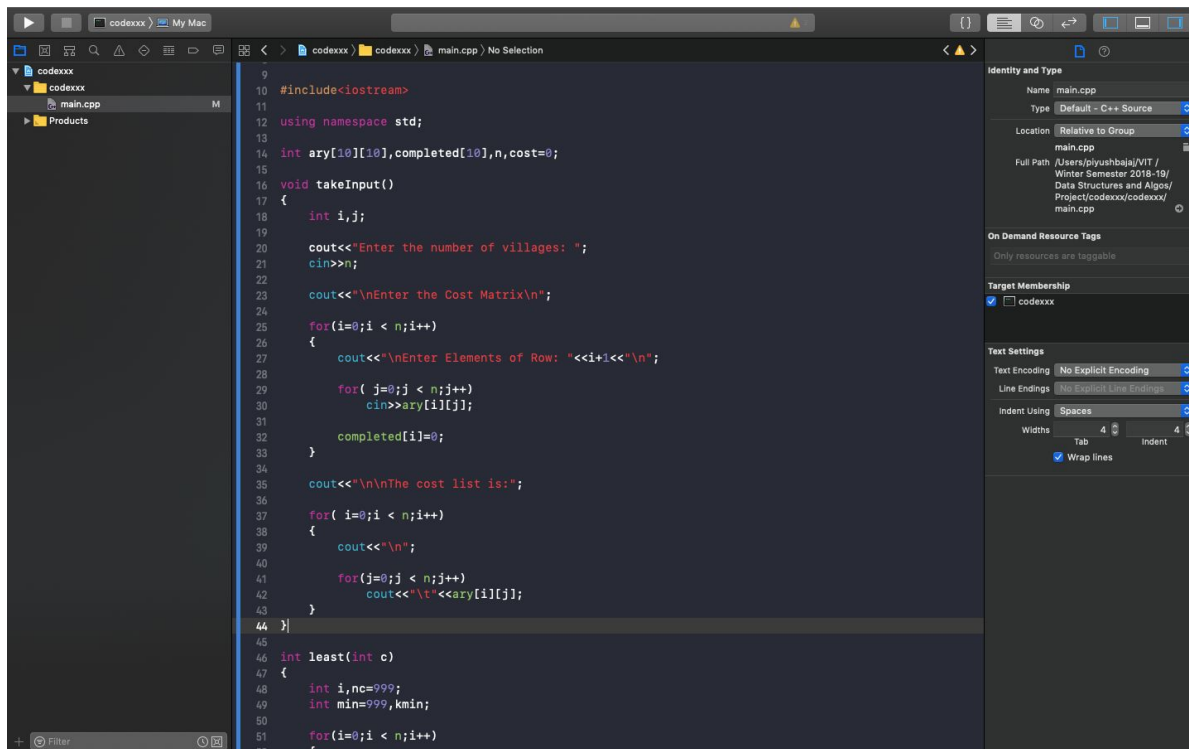 codexxx 〉 My Mac
codexxx 〉 codexxx 〉 main.cpp 〉 No Selection
codexxx
codexxx
main.cpp M
Products
Filter
9
10 #include<iostream>
11
12 using namespace std;
13
14 int ary[10][10],completed[10],n,cost=0;
15
16 void takeInput()
17 {
18     int i,j;
19
20     cout<<"Enter the number of villages: ";
21     cin>>n;
22
23     cout<<"\nEnter the Cost Matrix\n";
24
25     for(i=0;i < n;i++)
26     {
27         cout<<"\nEnter Elements of Row: "<<i+1<<"\n";
28
29         for( j=0;j < n;j++)
30             cin>>ary[i][j];
31
32         completed[i]=0;
33     }
34
35     cout<<"\n\nThe cost list is:";
36
37     for( i=0;i < n;i++)
38     {
39         cout<<"\n";
40
41         for(j=0;j < n;j++)
42             cout<<"\t"<<ary[i][j];
43     }
44 }
45
46 int least(int c)
47 {
48     int i,nc=999;
49     int min=999,kmin;
50
51     for(i=0;i < n;i++)
Identity and Type
Name main.cpp
Type Default - C++ Source
Location Relative to Group
main.cpp
Full Path /Users/piyushbajaj/VIT /
Winter Semester 2018-19/
Data Structures and Algos/
Project/codexxx/codexxx/
main.cpp
On Demand Resource Tags
Only resources are taggable
Target Membership
codexxx
Text Settings
Text Encoding No Explicit Encoding
Line Endings No Explicit Line Endings
Indent Using Spaces
Widths 4 4
Tab Indent
Wrap lines